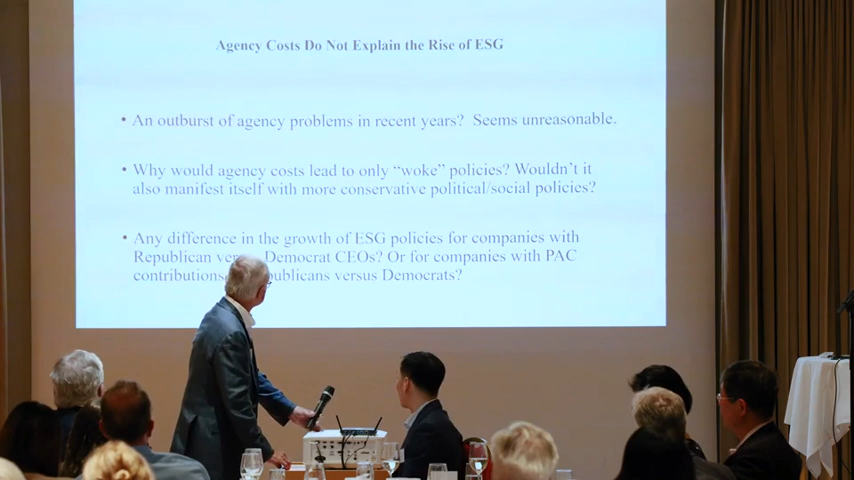 Agency Costs Do Not Explain the Rise of ESG
• An outburst of agency problems in recent years? Seems unreasonable.
• Why would agency costs lead to only “woke” policies? Wouldn’t it
also manifest itself with more conservative political/social policies?
• Any difference in the growth of ESG policies for companies with
Republican Democrat CEOs? Or for companies with PAC
contributions versus Democrats?